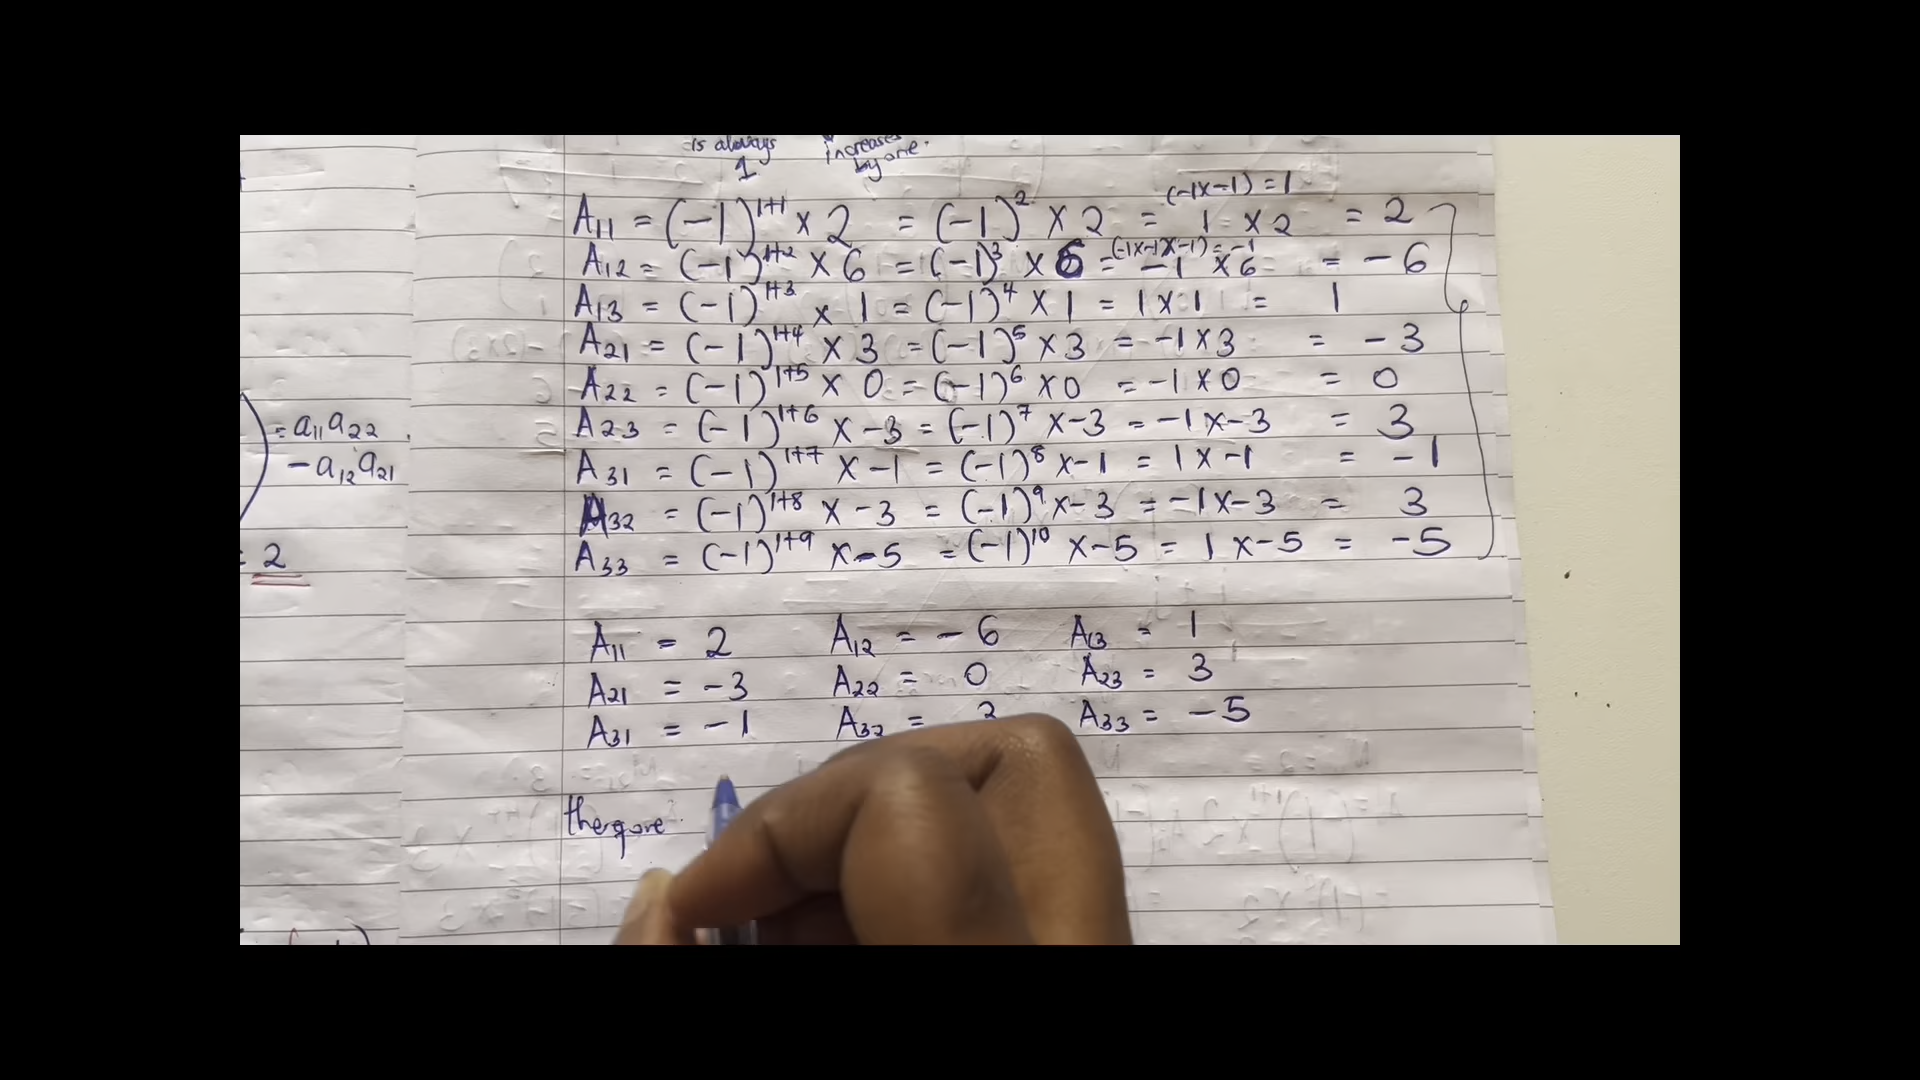 is always increases
1 by one.
(-1x-1) = 1
A11 = (-1)^1+1 × 2 = (-1)^2 × 2 = 1 × 2 = 2
(-1x-1x-1) = -1
A12 = (-1)^1+2 × 6 = (-1)^3 × 6 = -1 × 6 = -6
A13 = (-1)^1+3 × 1 = (-1)^4 × 1 = 1 × 1 = 1
A21 = (-1)^1+4 × 3 = (-1)^5 × 3 = -1 × 3 = -3
A22 = (-1)^1+5 × 0 = (-1)^6 × 0 = -1 × 0 = 0
A23 = (-1)^1+6 × -3 = (-1)^7 × -3 = -1 × -3 = 3
A31 = (-1)^1+7 × -1 = (-1)^8 × -1 = 1 × -1 = -1
A32 = (-1)^1+8 × -3 = (-1)^9 × -3 = -1 × -3 = 3
A33 = (-1)^1+9 × -5 = (-1)^10 × -5 = 1 × -5 = -5
= a11a22
- a12a21
= 2
A11 = 2 A12 = -6 A13 = 1
A21 = -3 A22 = 0 A23 = 3
A31 = -1 A32 = 3 A33 = -5
therefore